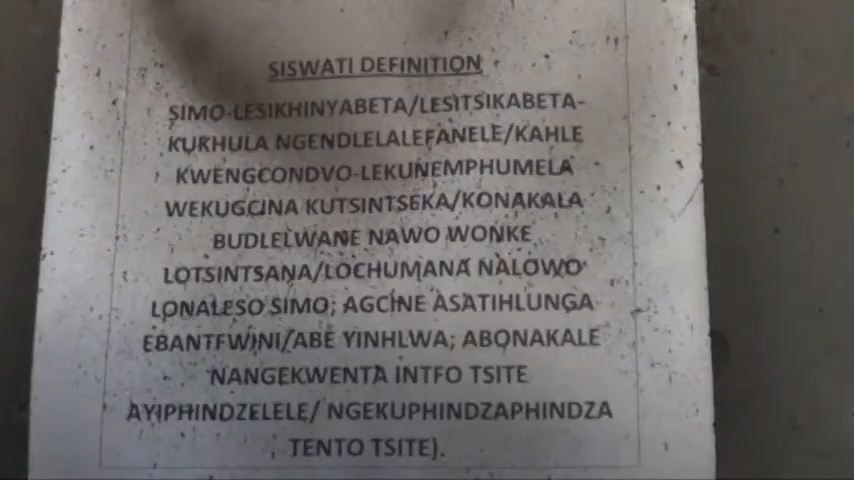 SISWATI DEFINITION
SIMO-LESIKHINYABETA/LESITSIKABETA-
KUKHULA NGENDLELALEFANELE/KAHLE
KWENGCONDVO-LEKUNEMPHUMELA
WEKUGCINA KUTSINTSEKA/KONAKALA
BUDLELWANE NAWO WONKE
LOTSINTSANA/LOCHUMANA NALOWO
LONALESO SIMO; AGCINE ASATIHLUNGA
EBANTFWINI/ABE YINHLWA; ABONAKALE
NANGEKWENTA INTFO TSITE
AYIPHINDZELELE/ NGEKUPHINDZAPHINDZA
TENTO TSITE).